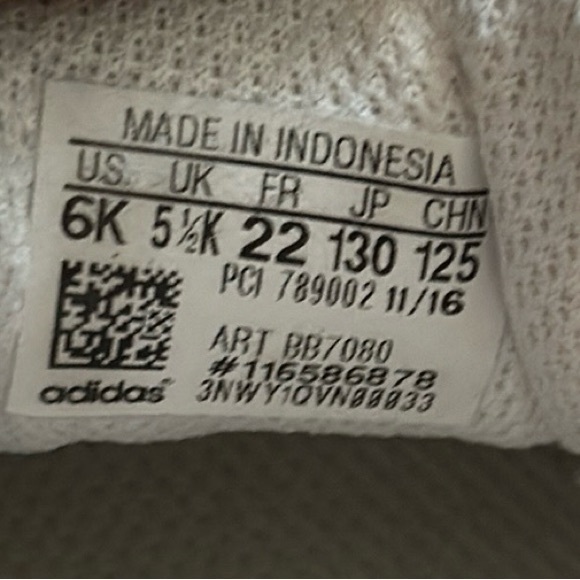 MADE IN INDONESIA
US. UK FR JP CHN
6K 5½K 22 130 125
PCI 789002 11/16
ART BB7080
#116586878
adidas 3NWY1OVN00033